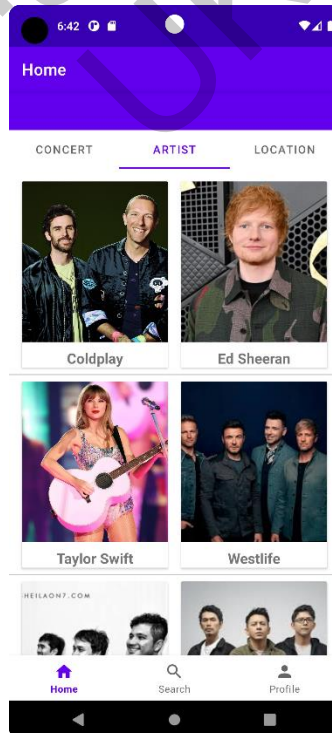 6:42
Home
CONCERT ARTIST LOCATION
Coldplay Ed Sheeran
Taylor Swift Westlife
HEILAON7.COM
Home Search Profile